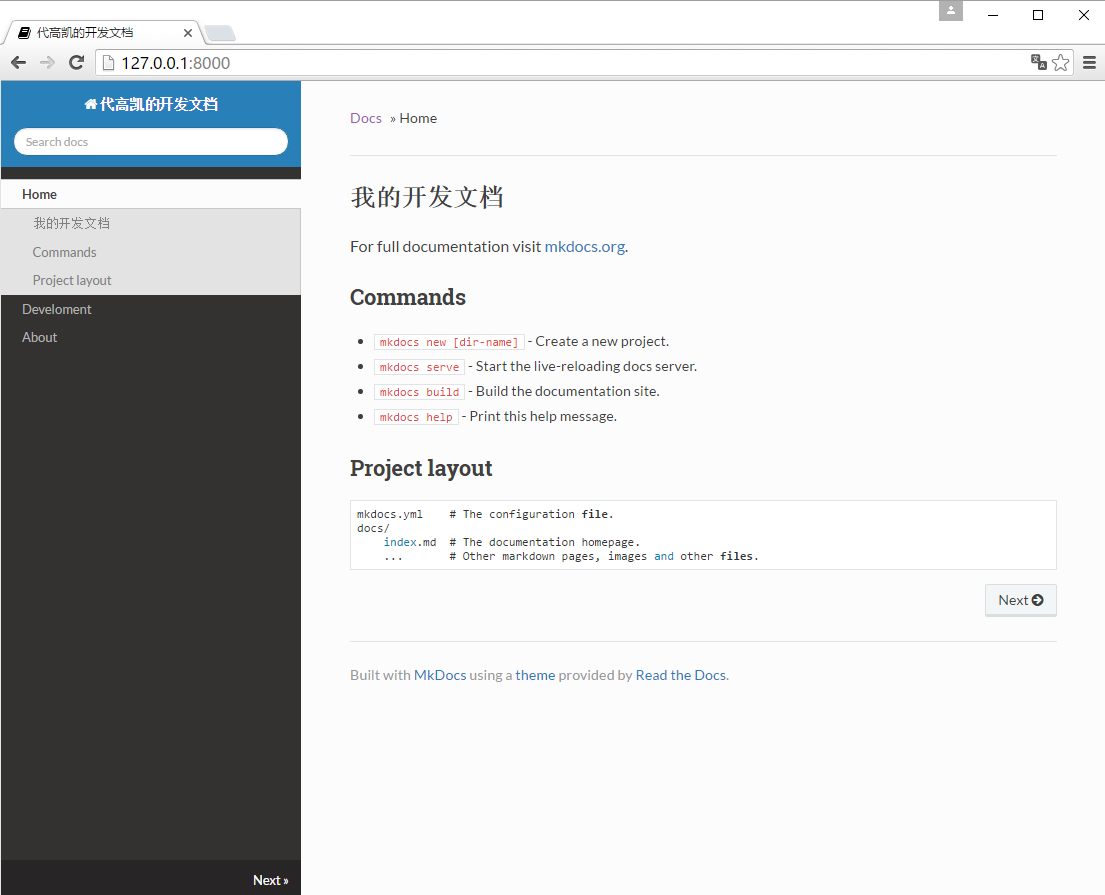 代高凯的开发文档
127.0.0.1:8000
代高凯的开发文档
Search docs
Home
我的开发文档
Commands
Project layout
Develoment
About
Next »
Docs » Home
我的开发文档
For full documentation visit mkdocs.org.
Commands
mkdocs new [dir-name] - Create a new project.
mkdocs serve - Start the live-reloading docs server.
mkdocs build - Build the documentation site.
mkdocs help - Print this help message.
Project layout
mkdocs.yml    # The configuration file.
docs/
    index.md  # The documentation homepage.
    ...       # Other markdown pages, images and other files.
Next
Built with MkDocs using a theme provided by Read the Docs.